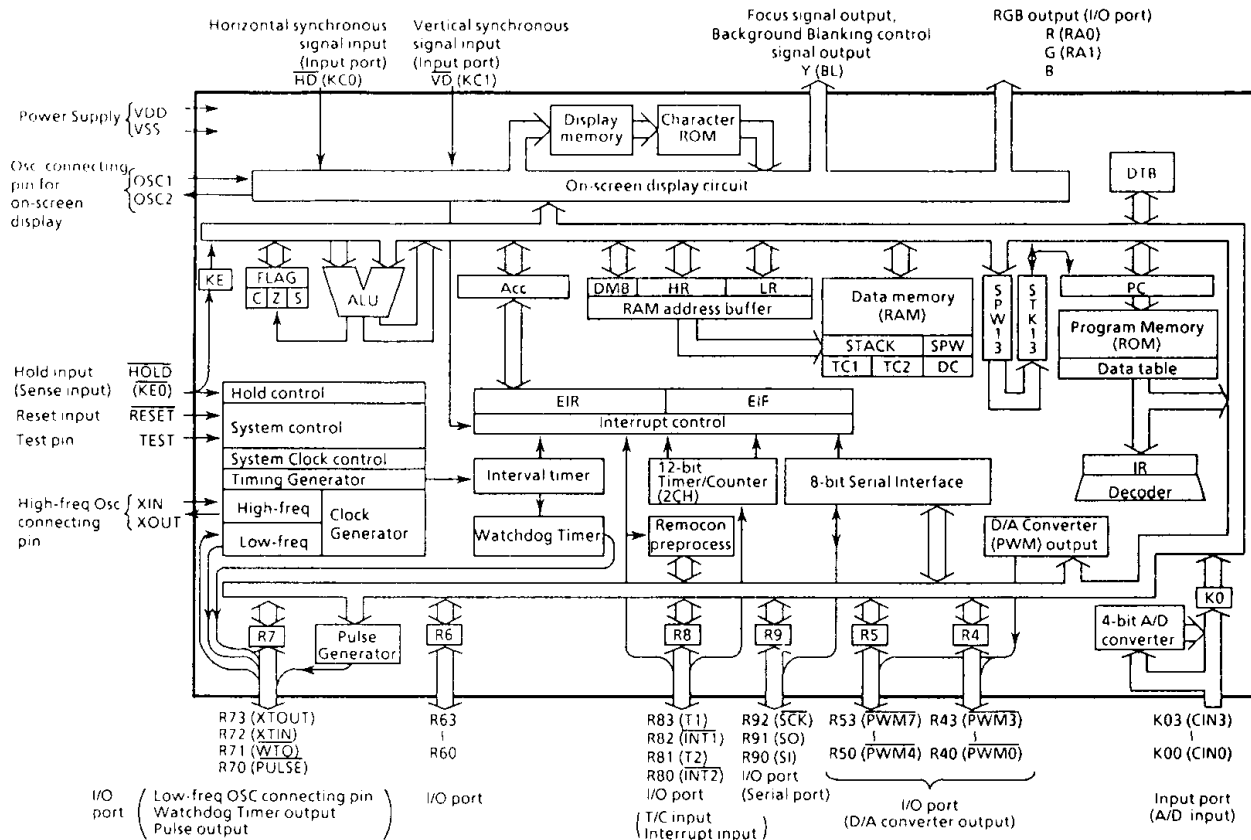 Horizontal synchronous
signal input
(Input port)
HD (KC0)
Vertical synchronous
signal input
(Input port)
VD (KC1)
Focus signal output,
Background Blanking control
signal output
Y (BL)
RGB output (I/O port)
R (RA0)
G (RA1)
B
Power Supply
VDD
VSS
Osc connecting
pin for
on-screen
display
OSC1
OSC2
Display
memory
Character
ROM
On-screen display circuit
DTB
KE
FLAG
C Z S
ALU
Acc
DMB HR LR
RAM address buffer
Data memory
(RAM)
STACK SPW
TC1 TC2 DC
SPW13
STK13
PC
Program Memory
(ROM)
Data table
Hold input
(Sense input)
HOLD
(KE0)
Reset input RESET
Test pin TEST
High-freq Osc
connecting
pin
XIN
XOUT
Hold control
System control
System Clock control
Timing Generator
High-freq
Low-freq
Clock
Generator
EIR EIF
Interrupt control
Interval timer
Watchdog Timer
12-bit
Timer/Counter
(2CH)
Remocon
preprocess
8-bit Serial Interface
IR
Decoder
D/A Converter
(PWM) output
K0
4-bit A/D
converter
R7
Pulse
Generator
R6
R8
R9
R5
R4
R73 (XTOUT)
R72 (XTIN)
R71 (WTO)
R70 (PULSE)
I/O
port
Low-freq OSC connecting pin
Watchdog Timer output
Pulse output
R63
~
R60
I/O port
R83 (T1)
R82 (INT1)
R81 (T2)
R80 (INT2)
I/O port
(T/C input
Interrupt input)
R92 (SCK)
R91 (SO)
R90 (SI)
I/O port
(Serial port)
R53 (PWM7)
~
R50 (PWM4)
R43 (PWM3)
~
R40 (PWM0)
I/O port
(D/A converter output)
K03 (CIN3)
~
K00 (CIN0)
Input port
(A/D input)